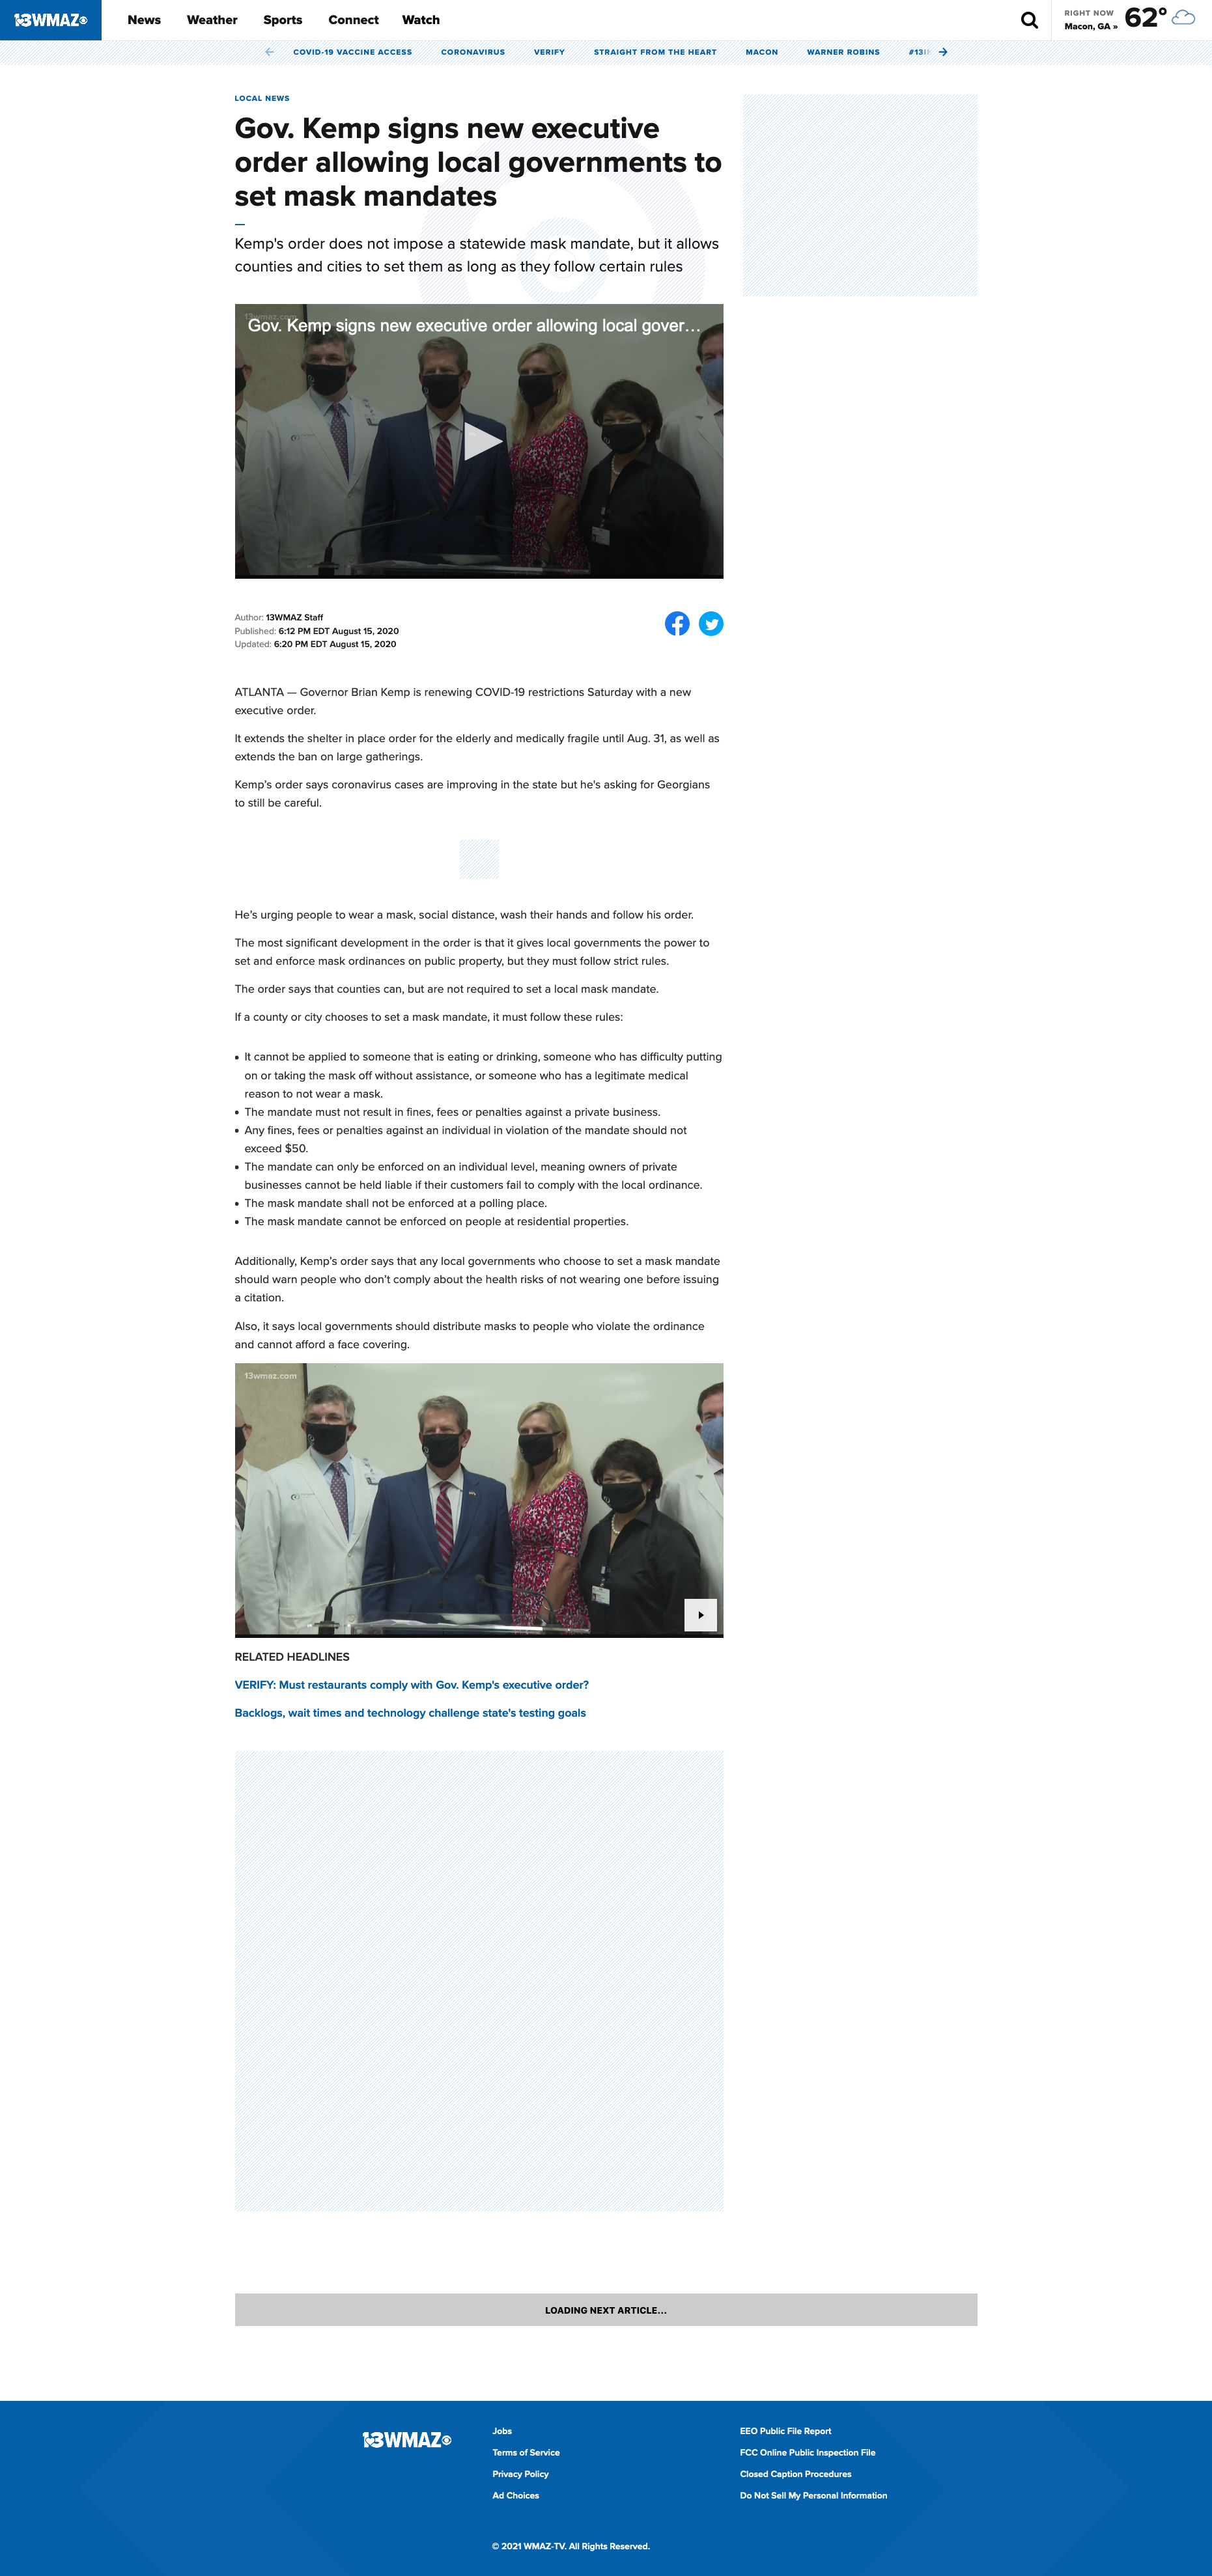 13WMAZ
News Weather Sports Connect Watch
RIGHT NOW
Macon, GA »
62°
COVID-19 VACCINE ACCESS CORONAVIRUS VERIFY STRAIGHT FROM THE HEART MACON WARNER ROBINS
LOCAL NEWS
Gov. Kemp signs new executive
order allowing local governments to
set mask mandates
Kemp's order does not impose a statewide mask mandate, but it allows
counties and cities to set them as long as they follow certain rules
13wmaz.com
Gov. Kemp signs new executive order allowing local gover...
Author: 13WMAZ Staff
Published: 6:12 PM EDT August 15, 2020
Updated: 6:20 PM EDT August 15, 2020
ATLANTA — Governor Brian Kemp is renewing COVID-19 restrictions Saturday with a new
executive order.
It extends the shelter in place order for the elderly and medically fragile until Aug. 31, as well as
extends the ban on large gatherings.
Kemp's order says coronavirus cases are improving in the state but he's asking for Georgians
to still be careful.
He's urging people to wear a mask, social distance, wash their hands and follow his order.
The most significant development in the order is that it gives local governments the power to
set and enforce mask ordinances on public property, but they must follow strict rules.
The order says that counties can, but are not required to set a local mask mandate.
If a county or city chooses to set a mask mandate, it must follow these rules:
• It cannot be applied to someone that is eating or drinking, someone who has difficulty putting
on or taking the mask off without assistance, or someone who has a legitimate medical
reason to not wear a mask.
• The mandate must not result in fines, fees or penalties against a private business.
• Any fines, fees or penalties against an individual in violation of the mandate should not
exceed $50.
• The mandate can only be enforced on an individual level, meaning owners of private
businesses cannot be held liable if their customers fail to comply with the local ordinance.
• The mask mandate shall not be enforced at a polling place.
• The mask mandate cannot be enforced on people at residential properties.
Additionally, Kemp's order says that any local governments who choose to set a mask mandate
should warn people who don't comply about the health risks of not wearing one before issuing
a citation.
Also, it says local governments should distribute masks to people who violate the ordinance
and cannot afford a face covering.
13wmaz.com
RELATED HEADLINES
VERIFY: Must restaurants comply with Gov. Kemp's executive order?
Backlogs, wait times and technology challenge state's testing goals
LOADING NEXT ARTICLE...
13WMAZ
Jobs
Terms of Service
Privacy Policy
Ad Choices
EEO Public File Report
FCC Online Public Inspection File
Closed Caption Procedures
Do Not Sell My Personal Information
© 2021 WMAZ-TV. All Rights Reserved.